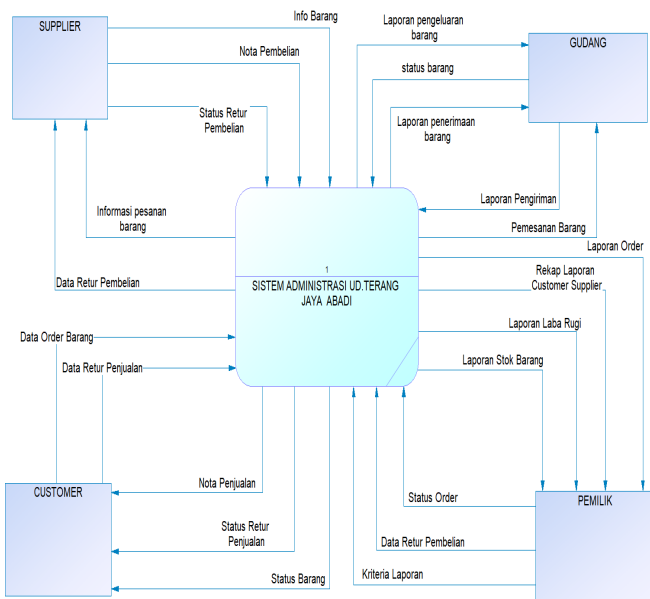 SUPPLIER
Info Barang
Nota Pembelian
Status Retur
Pembelian
Laporan pengeluaran
barang
GUDANG
status barang
Laporan penerimaan
barang
Informasi pesanan
barang
Laporan Pengiriman
Pemesanan Barang
Laporan Order
Data Retur Pembelian
1
SISTEM ADMINISTRASI UD.TERANG
JAYA ABADI
Rekap Laporan
Customer Supplier
Data Order Barang
Laporan Laba Rugi
Data Retur Penjualan
Laporan Stok Barang
CUSTOMER
Nota Penjualan
Status Retur
Penjualan
Status Barang
Status Order
PEMILIK
Data Retur Pembelian
Kriteria Laporan